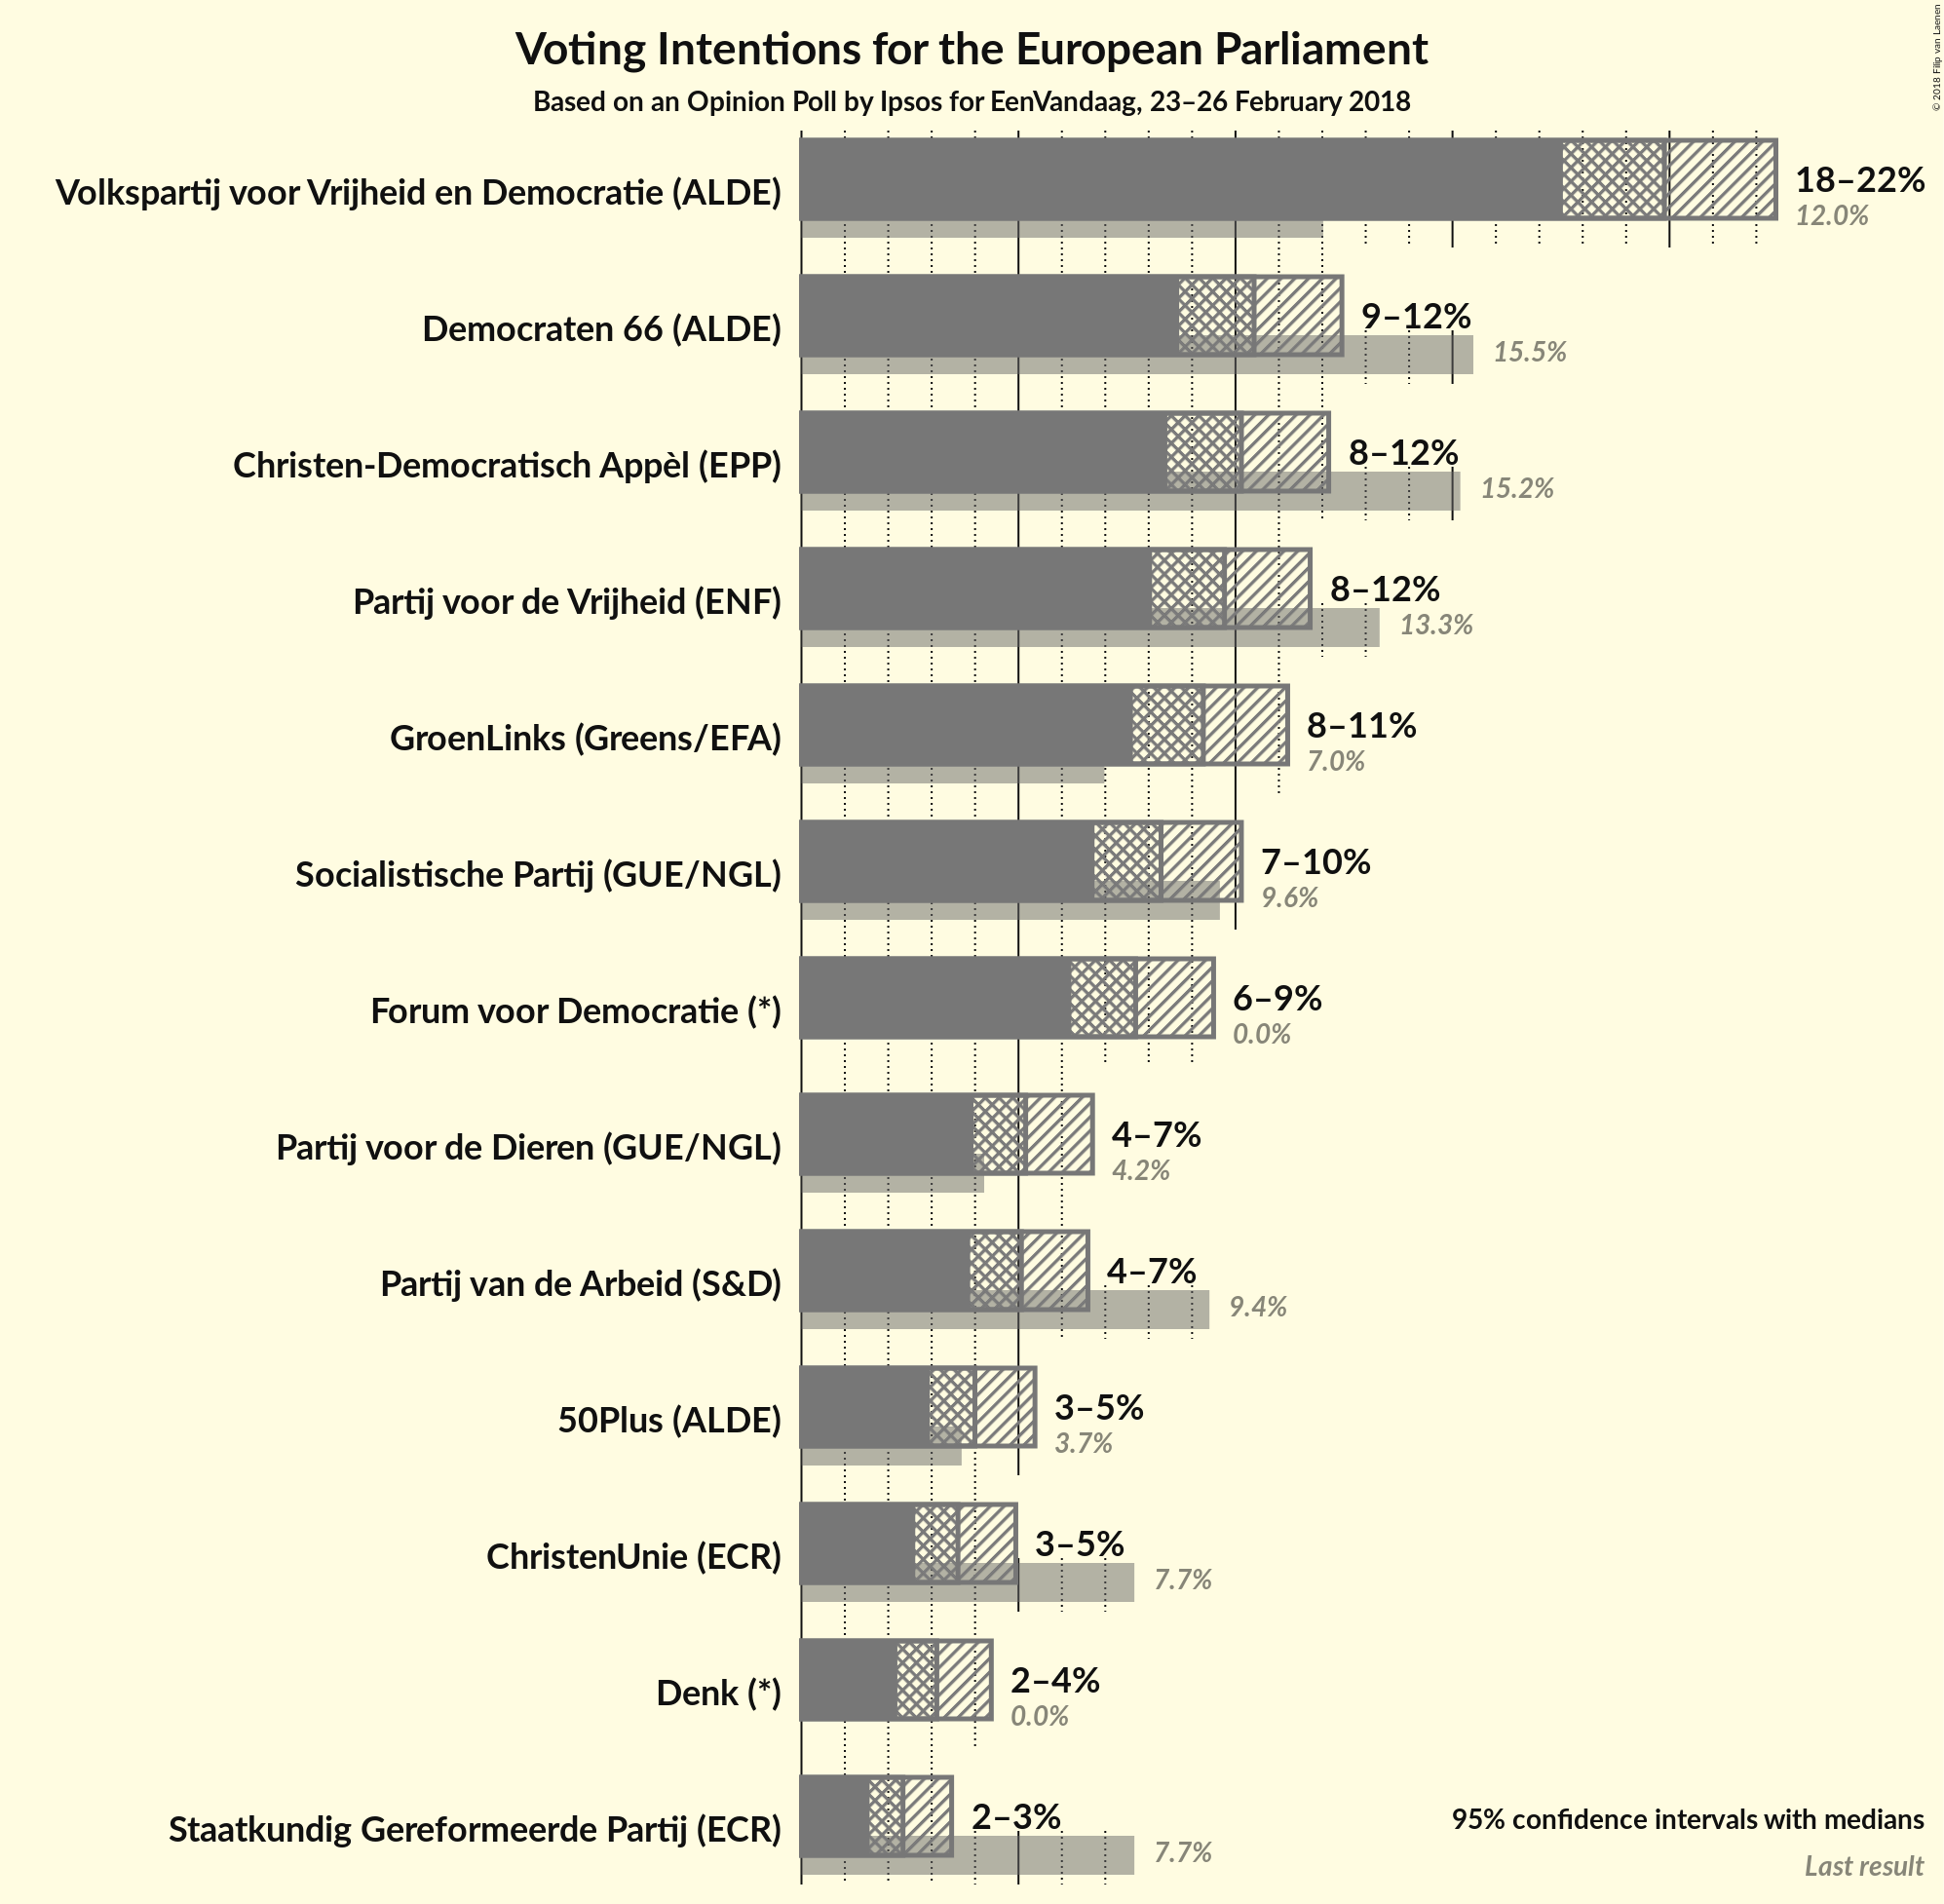 Voting Intentions for the European Parliament
Based on an Opinion Poll by Ipsos for EenVandaag, 23–26 February 2018
© 2018 Filip van Laenen
Volkspartij voor Vrijheid en Democratie (ALDE)
18–22%
12.0%
Democraten 66 (ALDE)
9–12%
15.5%
Christen-Democratisch Appèl (EPP)
8–12%
15.2%
Partij voor de Vrijheid (ENF)
8–12%
13.3%
GroenLinks (Greens/EFA)
8–11%
7.0%
Socialistische Partij (GUE/NGL)
7–10%
9.6%
Forum voor Democratie (*)
6–9%
0.0%
Partij voor de Dieren (GUE/NGL)
4–7%
4.2%
Partij van de Arbeid (S&D)
4–7%
9.4%
50Plus (ALDE)
3–5%
3.7%
ChristenUnie (ECR)
3–5%
7.7%
Denk (*)
2–4%
0.0%
Staatkundig Gereformeerde Partij (ECR)
2–3%
7.7%
95% confidence intervals with medians
Last result